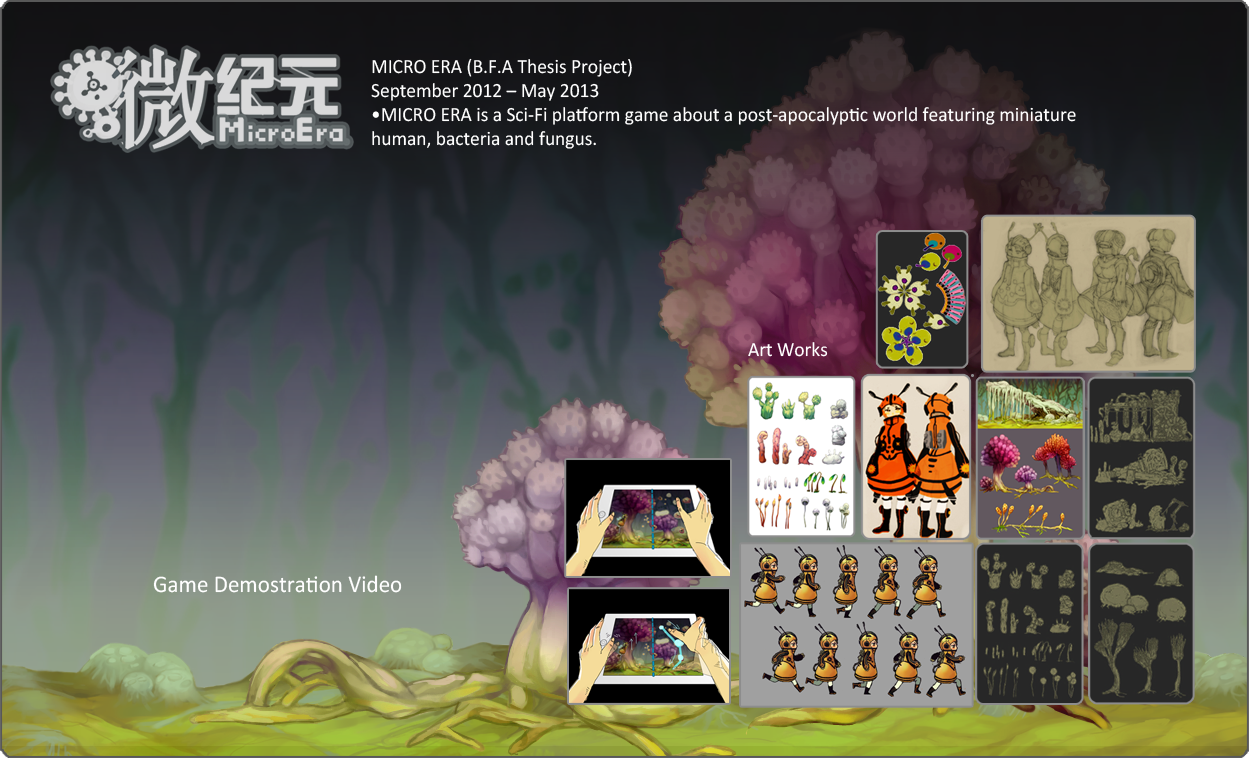 微纪元
MicroEra
MICRO ERA (B.F.A Thesis Project)
September 2012 – May 2013
•MICRO ERA is a Sci-Fi platform game about a post-apocalyptic world featuring miniature
human, bacteria and fungus.
Art Works
Game Demostration Video